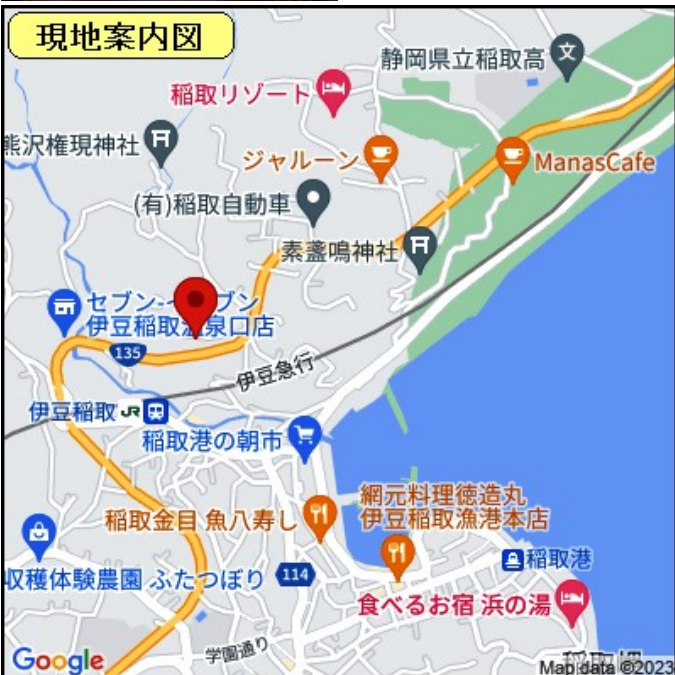 現地案内図
静岡県立稲取高
稲取リゾート
熊沢権現神社
ジャルーン
ManasCafe
(有)稲取自動車
素盞鳴神社
セブン-イ ブン
伊豆稲取温泉口店
135
伊豆急行
伊豆稲取
JR
稲取港の朝市
網元料理徳造丸
伊豆稲取漁港本店
稲取金目 魚八寿し
稲取港
収穫体験農園 ふたつぼり
114
食べるお宿 浜の湯
学園通り
Google
Map data ©2023